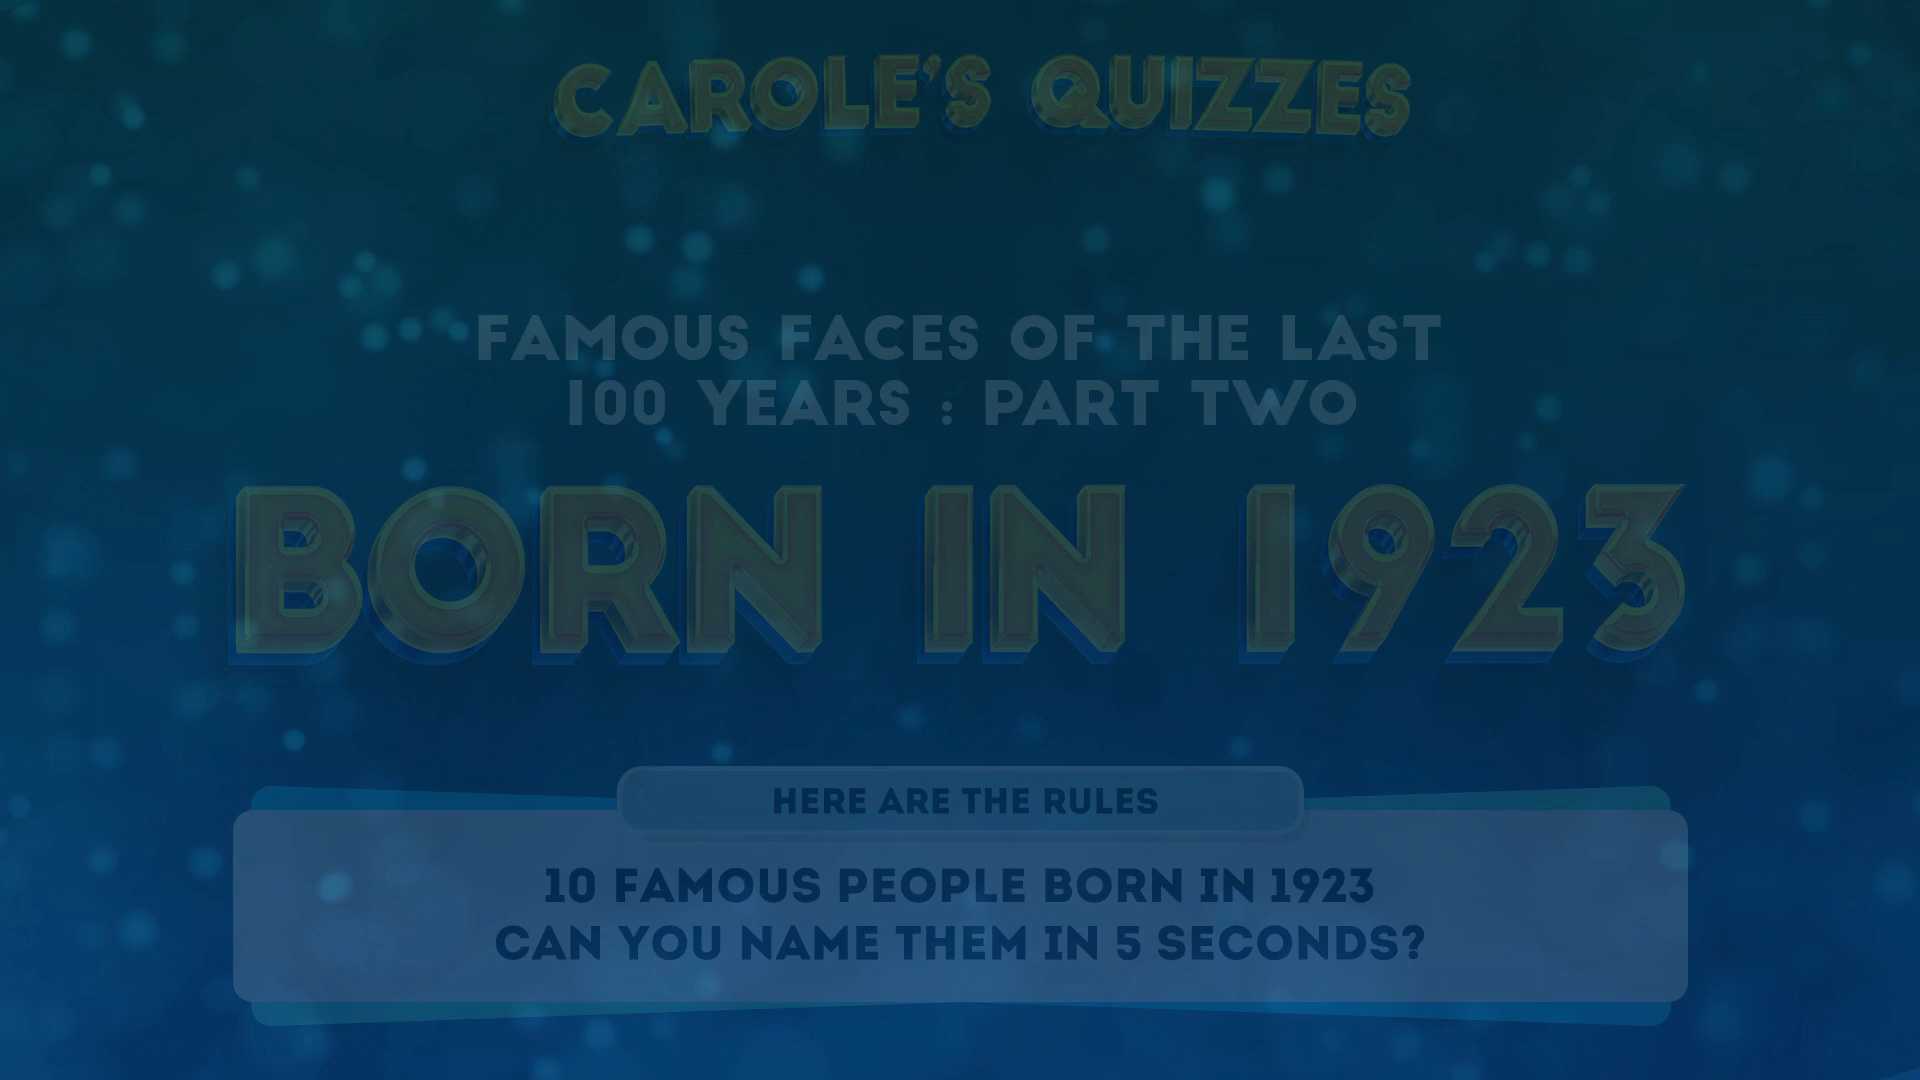 CAROLE'S QUIZZES
FAMOUS FACES OF THE LAST
100 YEARS : PART TWO
BORN IN 1923
HERE ARE THE RULES
10 FAMOUS PEOPLE BORN IN 1923
CAN YOU NAME THEM IN 5 SECONDS?